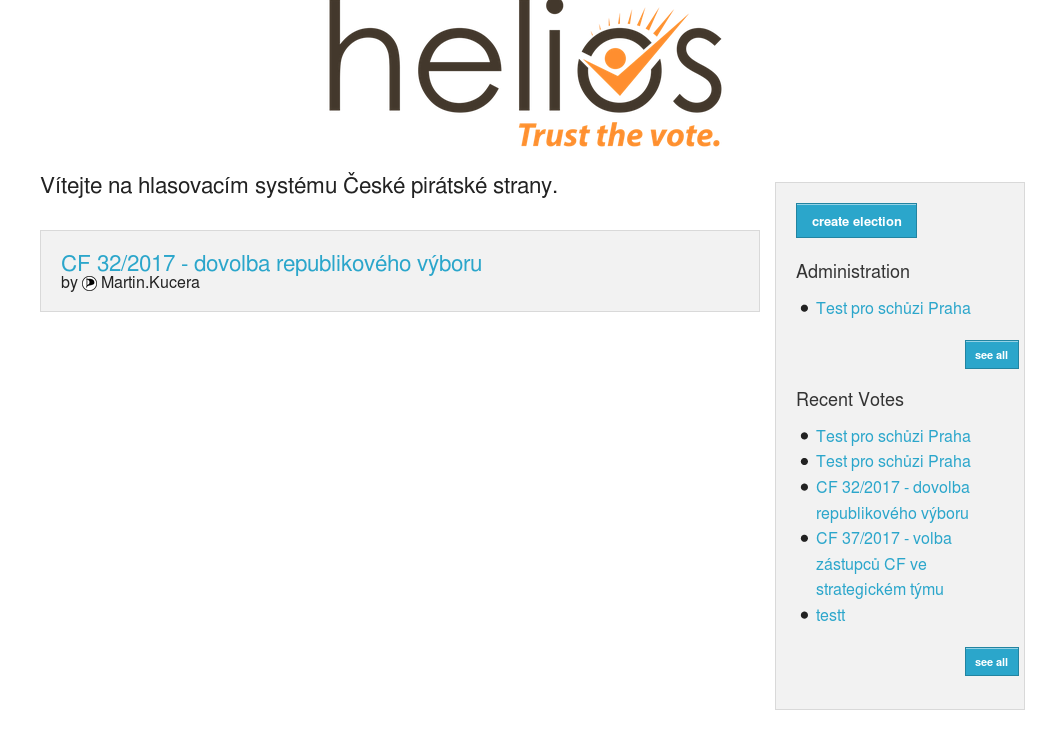 helios
Trust the vote.
Vítejte na hlasovacím systému České pirátské strany.
CF 32/2017 - dovolba republikového výboru
by Martin.Kucera
create election
Administration
Test pro schůzi Praha
see all
Recent Votes
Test pro schůzi Praha
Test pro schůzi Praha
CF 32/2017 - dovolba
republikového výboru
CF 37/2017 - volba
zástupců CF ve
strategickém týmu
testt
see all